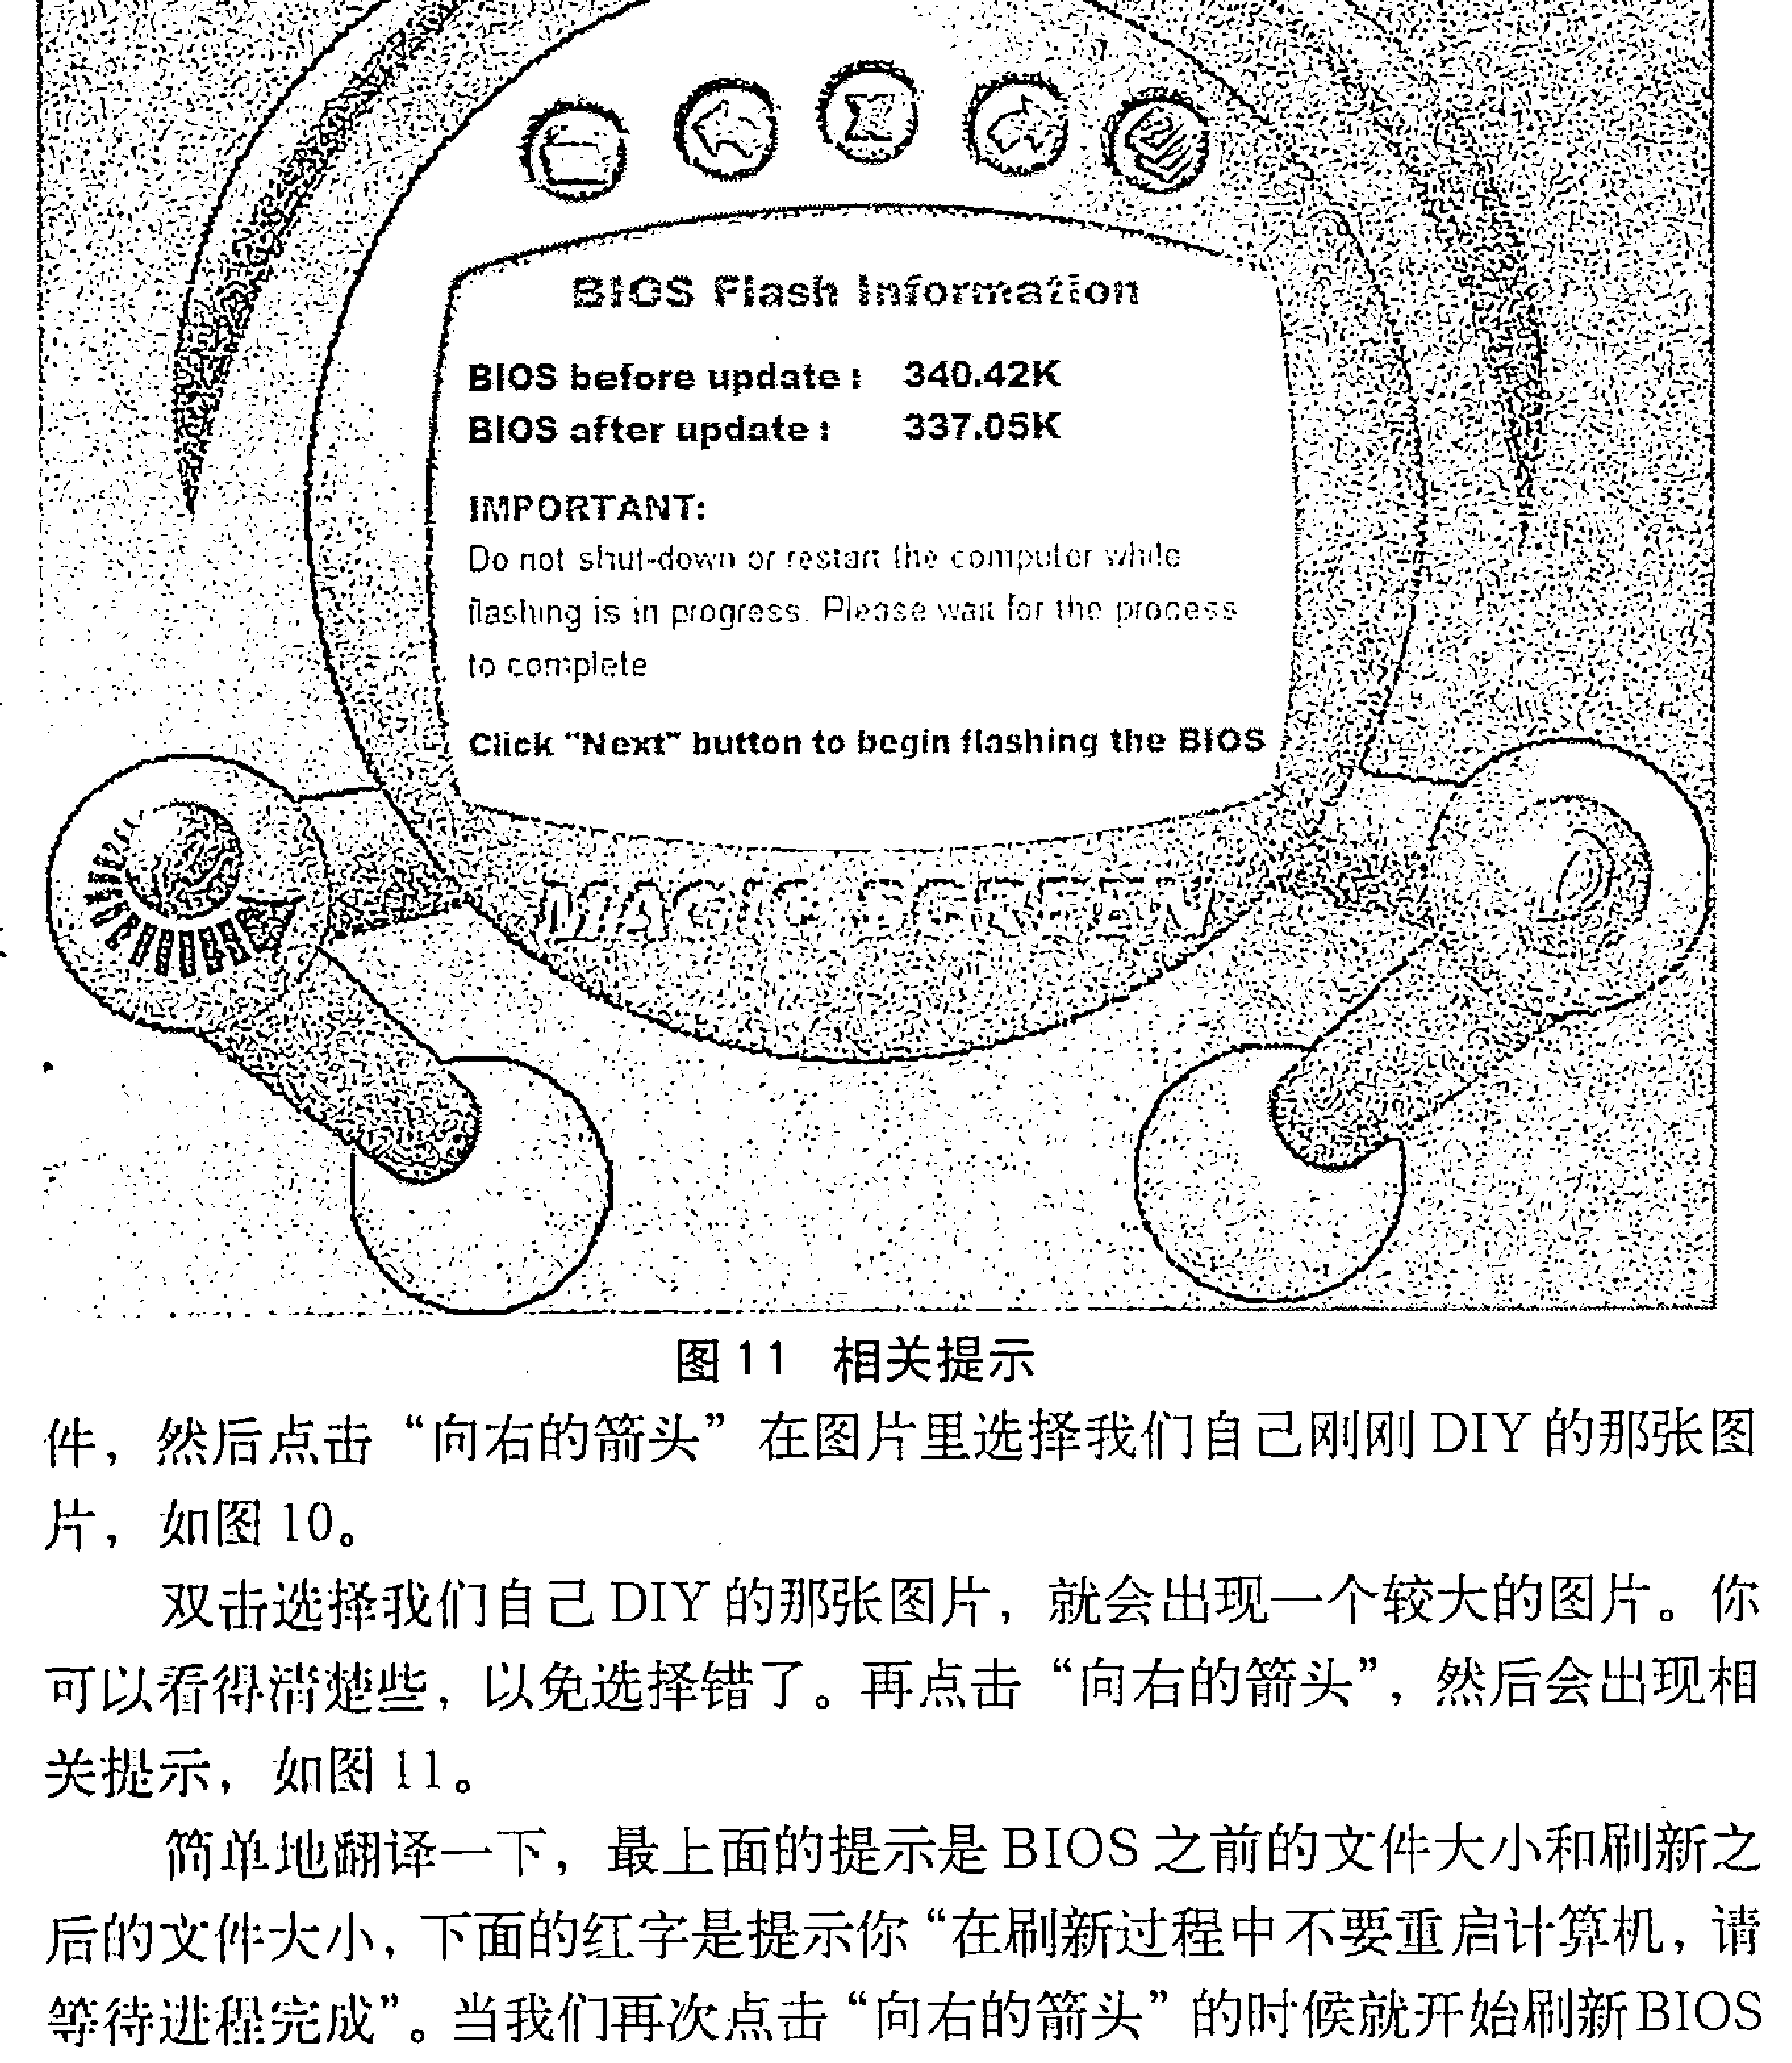 BIOS Flash Information
BIOS before update : 340.42K
BIOS after update : 337.05K
IMPORTANT:
Do not shut-down or restart the computer while
flashing is in progress. Please wait for the process
to complete
Click "Next" button to begin flashing the BIOS
MAGIC SCREEN
图 11 相关提示
件，然后点击“向右的箭头”在图片里选择我们自己刚刚 DIY 的那张图
片，如图 10。
双击选择我们自己 DIY 的那张图片，就会出现一个较大的图片。你
可以看得清楚些，以免选择错了。再点击“向右的箭头”，然后会出现相
关提示，如图 11。
简单地翻译一下，最上面的提示是 BIOS 之前的文件大小和刷新之
后的文件大小，下面的红字是提示你“在刷新过程中不要重启计算机，请
等待进程完成”。当我们再次点击“向右的箭头”的时候就开始刷新 BIOS